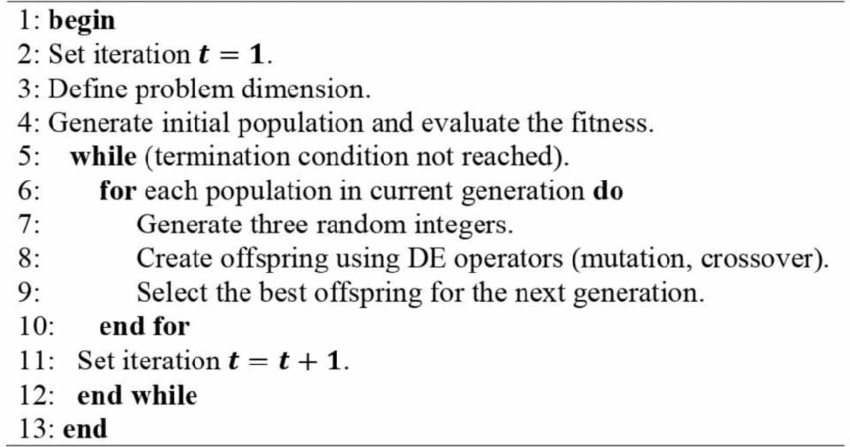 1: begin
2: Set iteration t = 1.
3: Define problem dimension.
4: Generate initial population and evaluate the fitness.
5: while (termination condition not reached).
6: for each population in current generation do
7: Generate three random integers.
8: Create offspring using DE operators (mutation, crossover).
9: Select the best offspring for the next generation.
10: end for
11: Set iteration t = t + 1.
12: end while
13: end